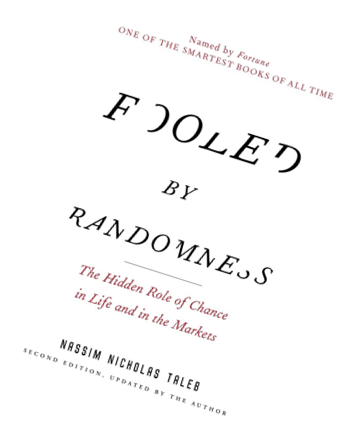 Named by Fortune
ONE OF THE SMARTEST BOOKS OF ALL TIME
FOOLED
BY
RANDOMNESS
The Hidden Role of Chance
in Life and in the Markets
NASSIM NICHOLAS TALEB
SECOND EDITION, UPDATED BY THE AUTHOR